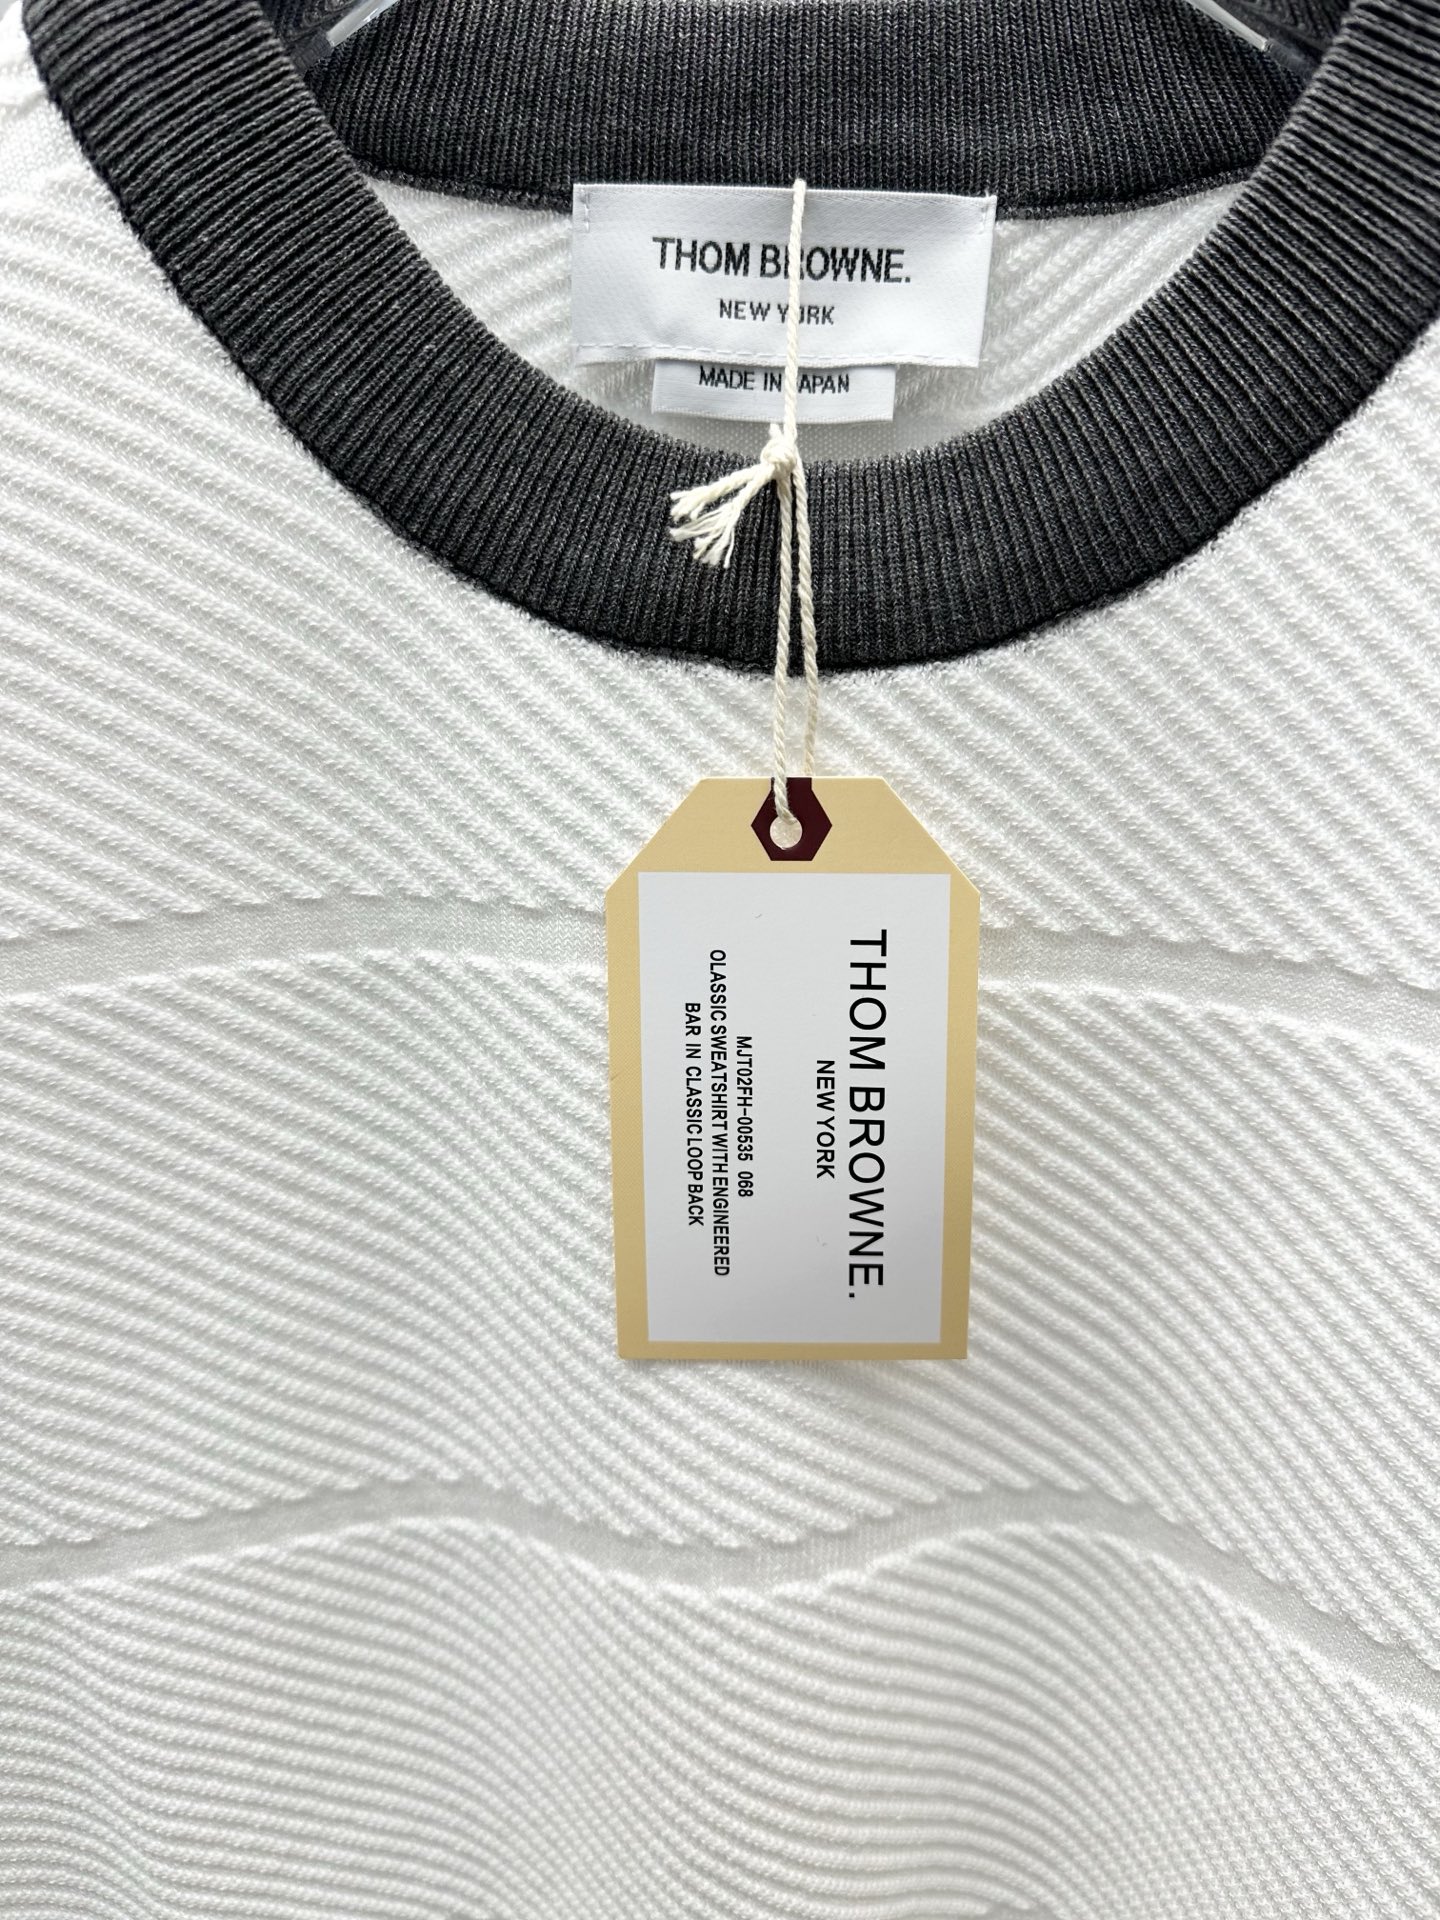 THOM BROWNE.
NEW YORK
MADE IN JAPAN
THOM BROWNE.
NEW YORK
MJT02FH-00535 068
OLASSIC SWEATSHIRT WITH ENGINEERED
BAR IN CLASSIC LOOP BACK